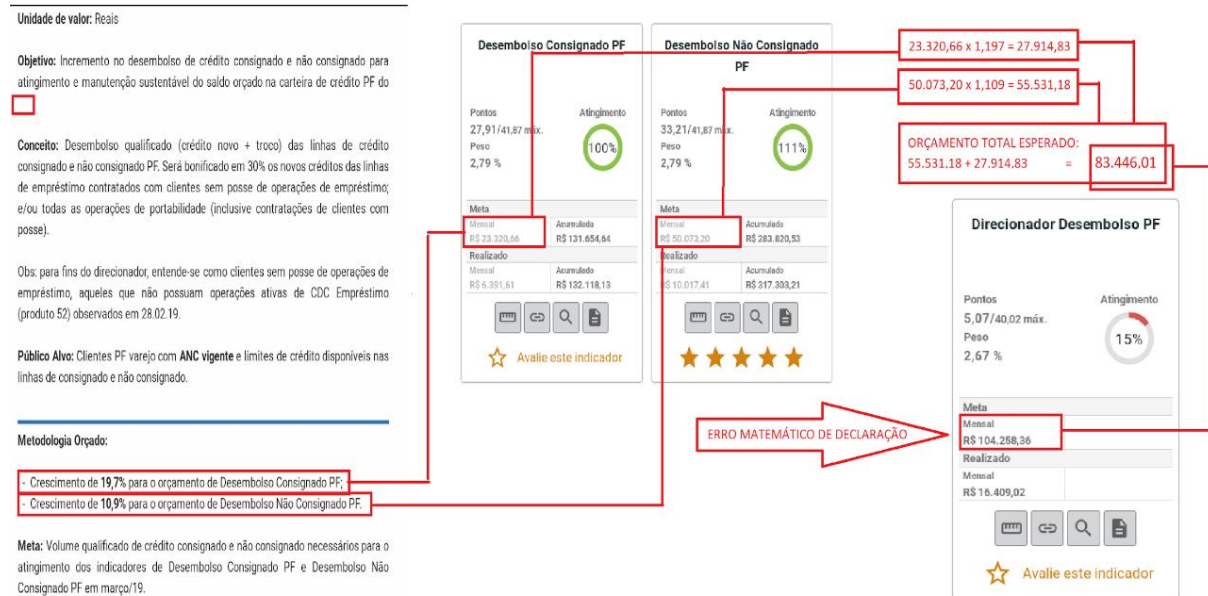 Unidade de valor: Reais
Objetivo: Incremento no desembolso de crédito consignado e não consignado para
atingimento e manutenção sustentável do saldo orçado na carteira de crédito PF do
Conceito: Desembolso qualificado (crédito novo + troco) das linhas de crédito
consignado e não consignado PF. Será bonificado em 30% os novos créditos das linhas
de empréstimo contratados com clientes sem posse de operações de empréstimo;
e/ou todas as operações de portabilidade (inclusive contratações de clientes com
posse).
Obs: para fins do direcionador, entende-se como clientes sem posse de operações de
empréstimo, aqueles que não possuam operações ativas de CDC Empréstimo
(produto 52) observados em 28.02.19.
Público Alvo: Clientes PF varejo com ANC vigente e limites de crédito disponíveis nas
linhas de consignado e não consignado.
Metodologia Orçado:
- Crescimento de 19,7% para o orçamento de Desembolso Consignado PF;
- Crescimento de 10,9% para o orçamento de Desembolso Não Consignado PF.
Meta: Volume qualificado de crédito consignado e não consignado necessários para o
atingimento dos indicadores de Desembolso Consignado PF e Desembolso Não
Consignado PF em março/19.
Desembolso Consignado PF
Pontos Atingimento
27,91/41,87 máx.
100%
Peso
2,79 %
Meta
Mensal Acumulada
R$ 23.320,66 R$ 131.654,64
Realizado
Mensal Acumulado
R$ 6.391,61 R$ 132.118,13
Avalie este indicador
Desembolso Não Consignado
PF
Pontos Atingimento
33,21/41,87 máx.
111%
Peso
2,79 %
Meta
Mensal Acumulada
R$ 50.073,20 R$ 283.820,53
Realizado
Mensal Acumulado
R$ 10.017,41 R$ 317.303,21
23.320,66 x 1,197 = 27.914,83
50.073,20 x 1,109 = 55.531,18
ORÇAMENTO TOTAL ESPERADO:
55.531,18 + 27.914.83 = 83.446,01
ERRO MATEMÁTICO DE DECLARAÇÃO
Direcionador Desembolso PF
Pontos Atingimento
5,07/40,02 máx.
15%
Peso
2,67 %
Meta
Mensal
R$ 104.258,36
Realizado
Mensal
R$ 16.409,02
Avalie este indicador